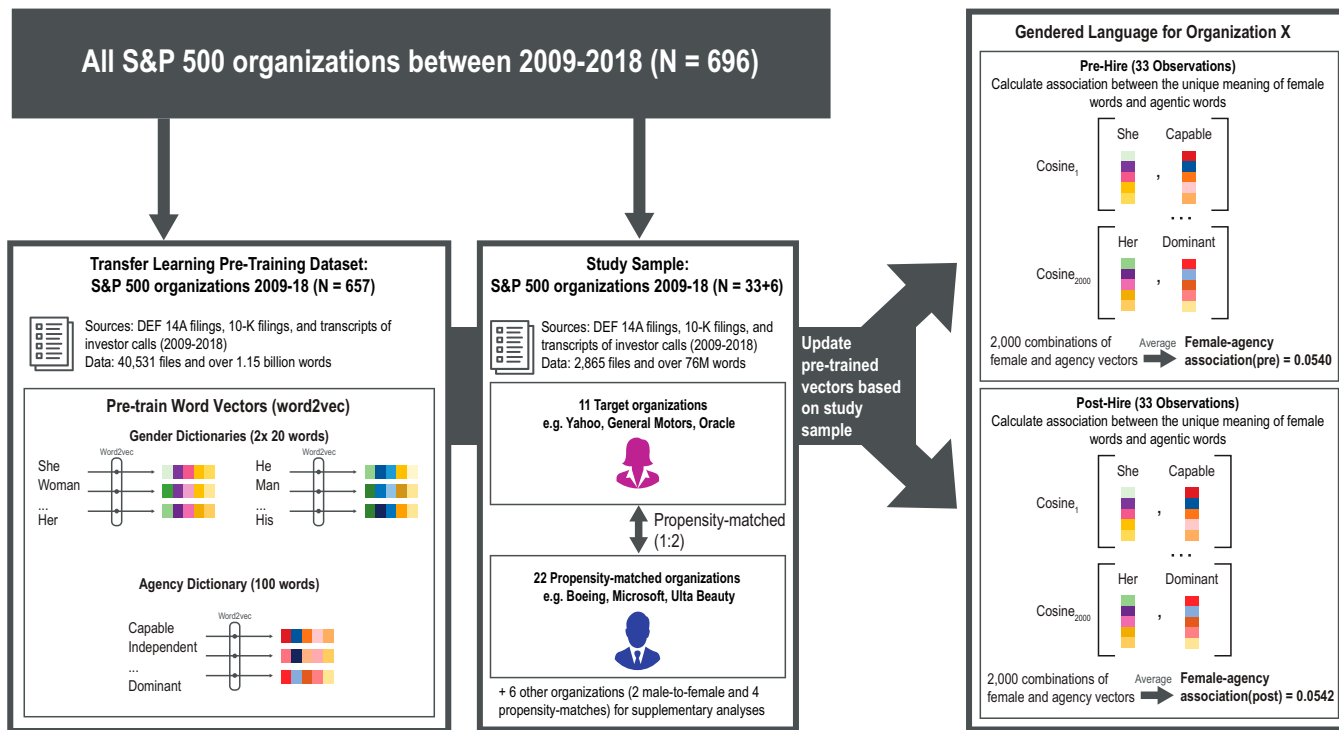 All S&P 500 organizations between 2009-2018 (N = 696)
Transfer Learning Pre-Training Dataset:
S&P 500 organizations 2009-18 (N = 657)
Sources: DEF 14A filings, 10-K filings, and transcripts of
investor calls (2009-2018)
Data: 40,531 files and over 1.15 billion words
Pre-train Word Vectors (word2vec)
Gender Dictionaries (2x 20 words)
Word2vec
She
Woman
...
Her
Word2vec
He
Man
...
His
Agency Dictionary (100 words)
Word2vec
Capable
Independent
...
Dominant
Study Sample:
S&P 500 organizations 2009-18 (N = 33+6)
Sources: DEF 14A filings, 10-K filings, and
transcripts of investor calls (2009-2018)
Data: 2,865 files and over 76M words
11 Target organizations
e.g. Yahoo, General Motors, Oracle
Propensity-matched
(1:2)
22 Propensity-matched organizations
e.g. Boeing, Microsoft, Ulta Beauty
+ 6 other organizations (2 male-to-female and 4
propensity-matches) for supplementary analyses
Update
pre-trained
vectors based
on study
sample
Gendered Language for Organization X
Pre-Hire (33 Observations)
Calculate association between the unique meaning of female
words and agentic words
She Capable
Cosine1
,
...
Her Dominant
Cosine2000
,
2,000 combinations of
female and agency vectors
Average
Female-agency
association(pre) = 0.0540
Post-Hire (33 Observations)
Calculate association between the unique meaning of female
words and agentic words
She Capable
Cosine1
,
...
Her Dominant
Cosine2000
,
2,000 combinations of
female and agency vectors
Average
Female-agency
association(post) = 0.0542